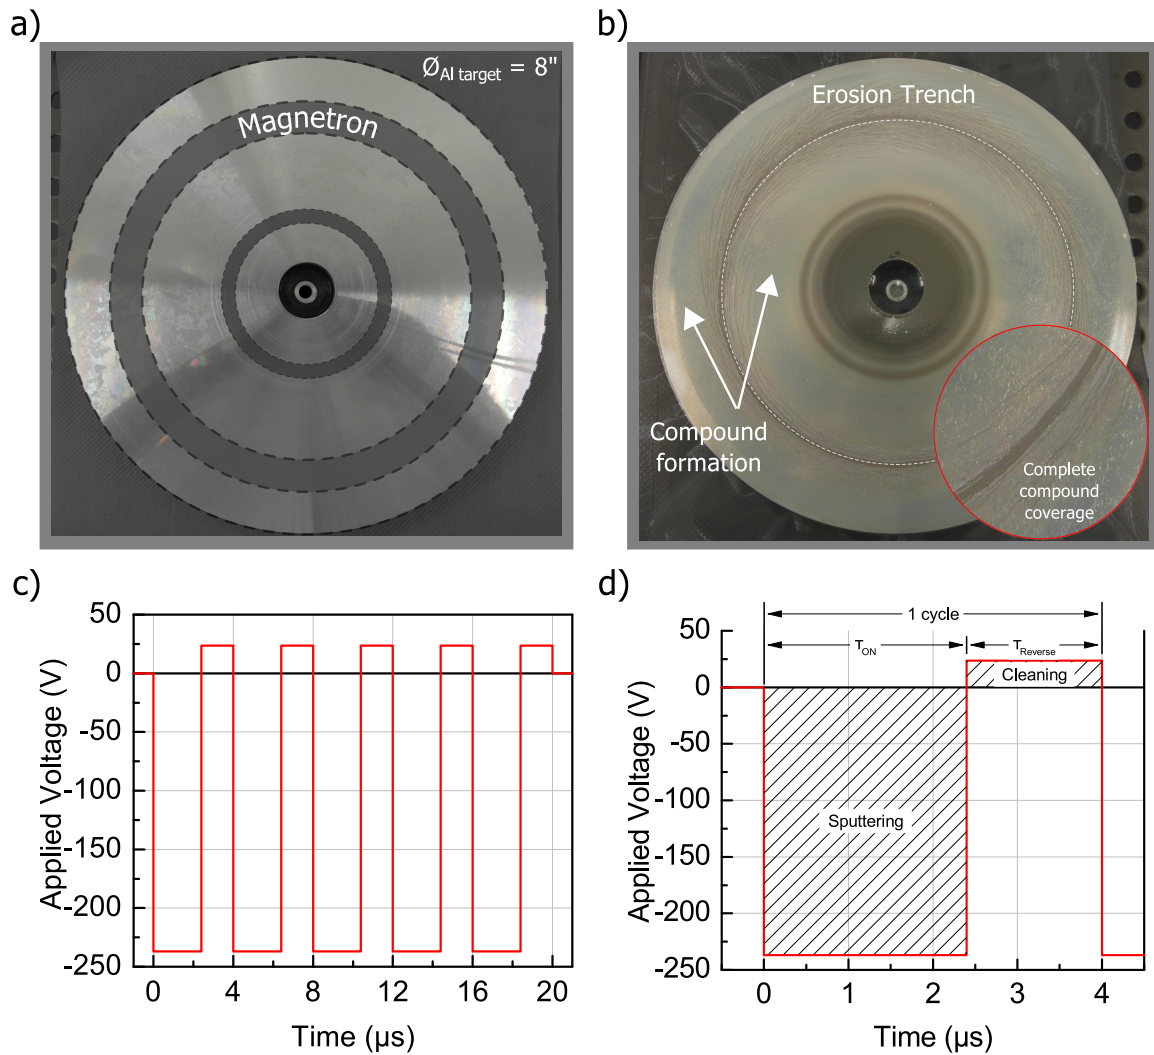 a)
Ø Al target = 8"
Magnetron
b)
Erosion Trench
Compound
formation
Complete
compound
coverage
c)
50
0
-50
-100
-150
-200
-250
Applied Voltage (V)
0
4
8
12
16
20
Time (µs)
d)
1 cycle
TON
TReverse
Cleaning
Sputtering
50
0
-50
-100
-150
-200
-250
Applied Voltage (V)
0
1
2
3
4
Time (µs)